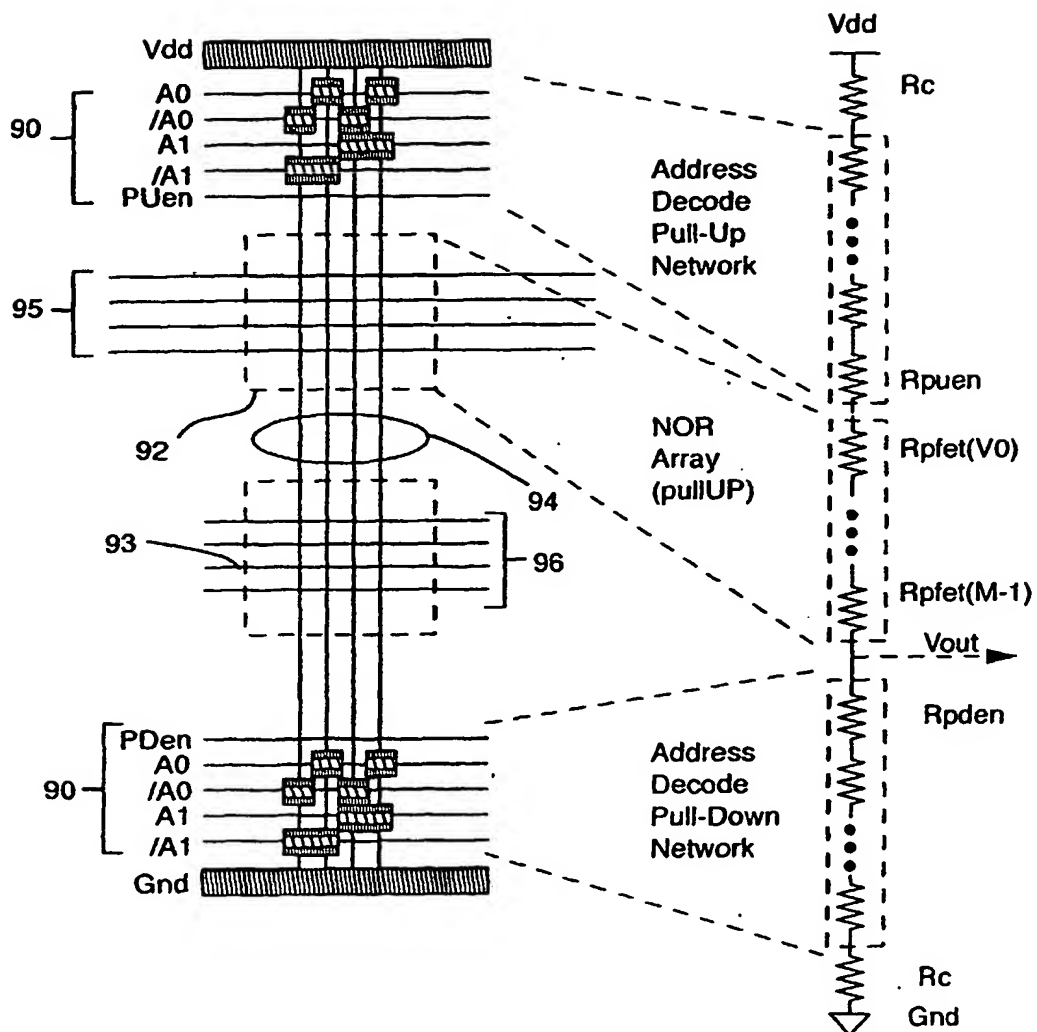 Vdd
A0
/A0
A1
/A1
PUen
90
95
92
94
93
96
PDen
A0
/A0
A1
/A1
90
Gnd
Address
Decode
Pull-Up
Network
NOR
Array
(pullUP)
Address
Decode
Pull-Down
Network
Vdd
Rc
Rpuen
Rpfet(V0)
Rpfet(M-1)
Vout
Rpden
Rc
Gnd